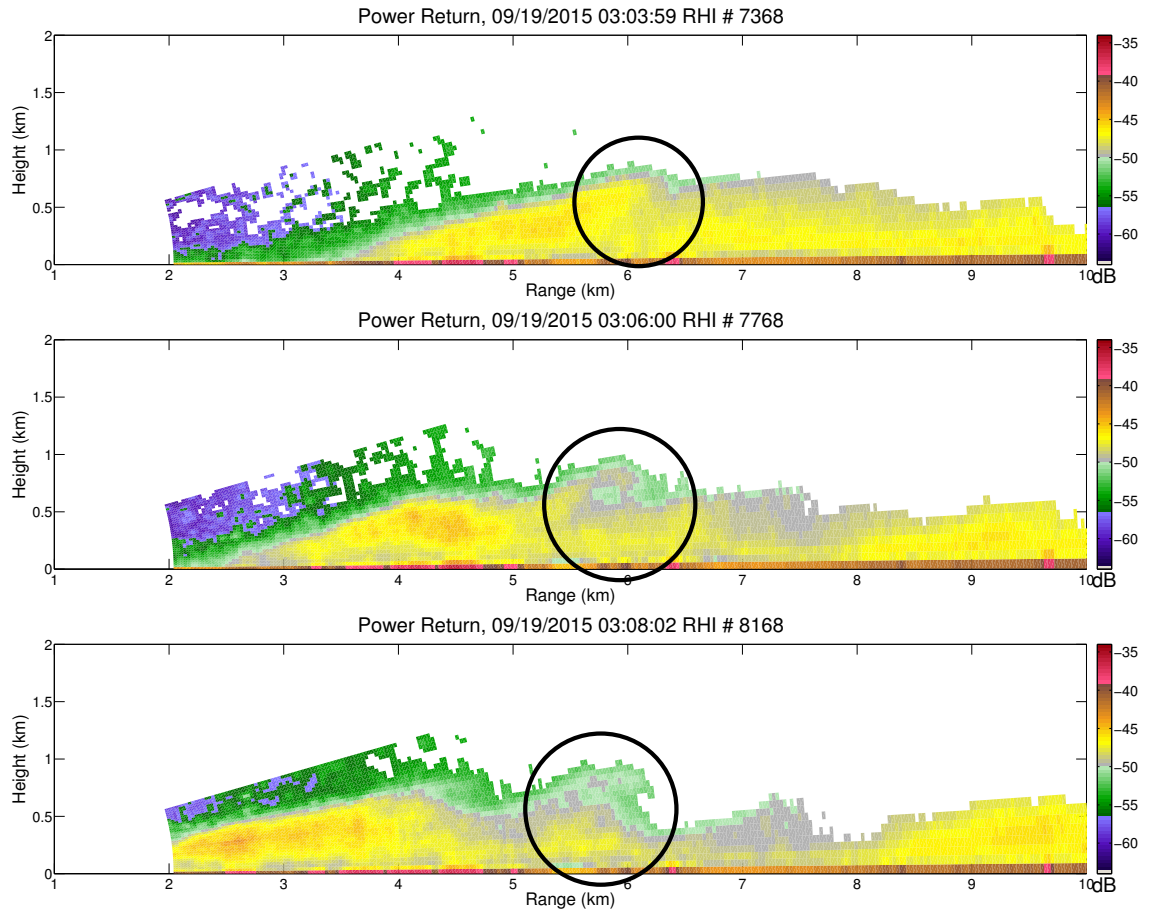 Power Return, 09/19/2015 03:03:59 RHI # 7368
2
1.5
1
0.5
0
Height (km)
1 2 3 4 5 6 7 8 9 10
Range (km)
−35
−40
−45
−50
−55
−60
dB
Power Return, 09/19/2015 03:06:00 RHI # 7768
2
1.5
1
0.5
0
Height (km)
1 2 3 4 5 6 7 8 9 10
Range (km)
−35
−40
−45
−50
−55
−60
dB
Power Return, 09/19/2015 03:08:02 RHI # 8168
2
1.5
1
0.5
0
Height (km)
1 2 3 4 5 6 7 8 9 10
Range (km)
−35
−40
−45
−50
−55
−60
dB